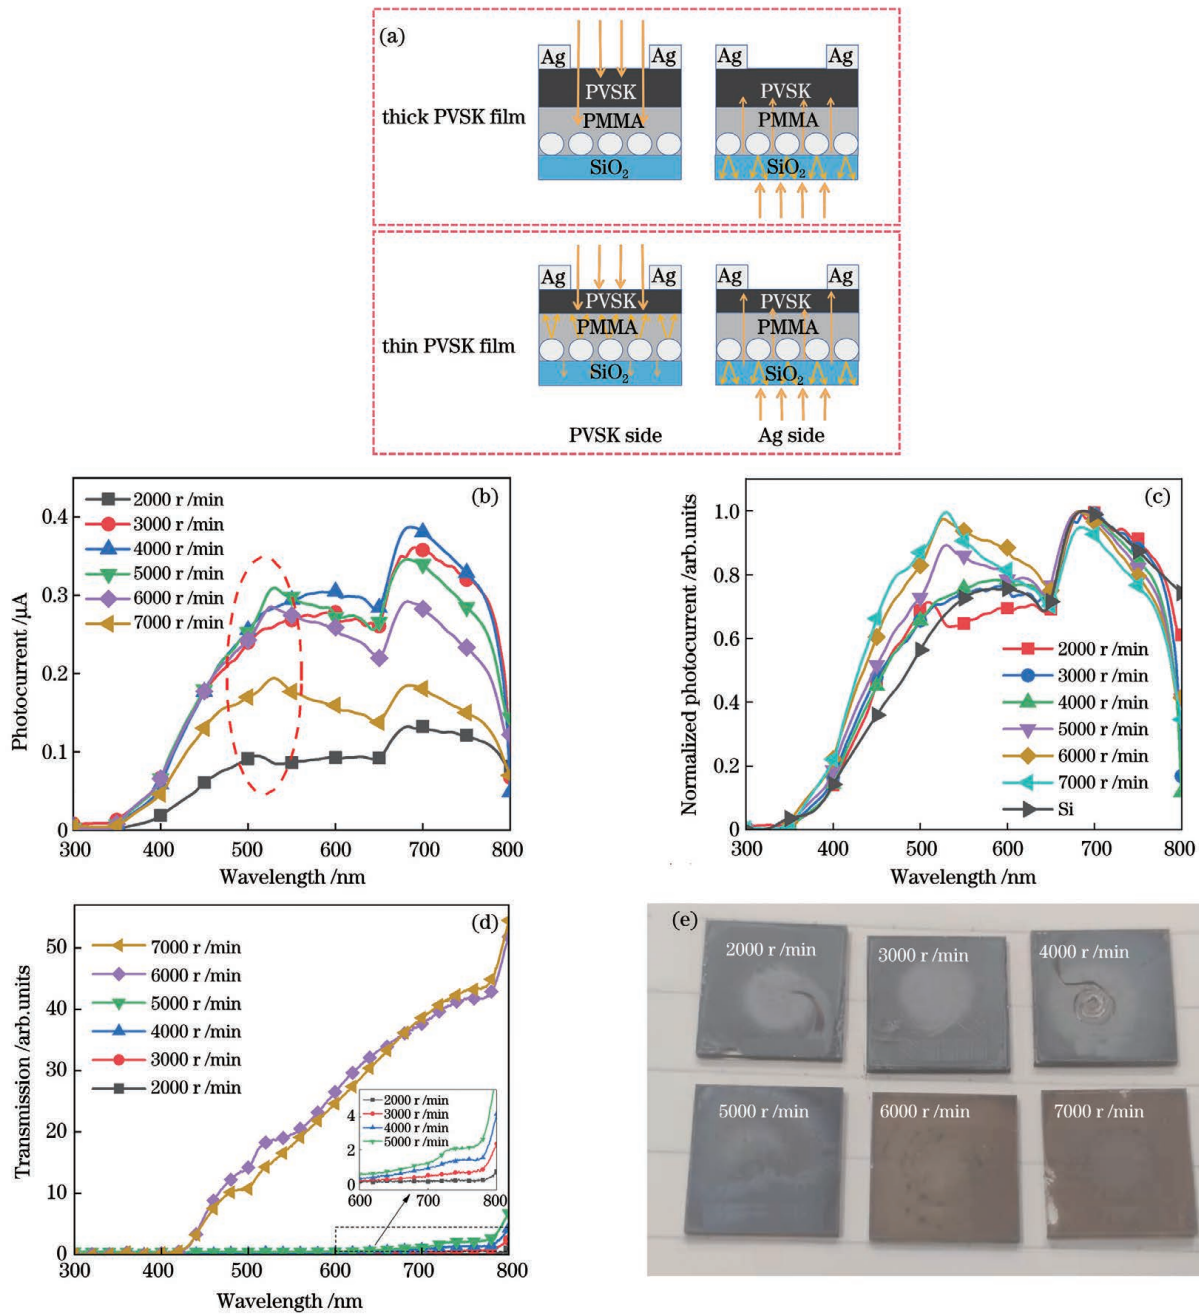 (a)
Ag Ag Ag Ag
PVSK PVSK
thick PVSK film
PMMA PMMA
SiO2 SiO2
Ag Ag Ag Ag
PVSK PVSK
PMMA PMMA
thin PVSK film
SiO2 SiO2
PVSK side Ag side
(b)
2000 r /min
3000 r /min
4000 r /min
5000 r /min
6000 r /min
7000 r /min
Photocurrent /μA
0.4
0.3
0.2
0.1
0
300 400 500 600 700 800
Wavelength /nm
(c)
Normalized photocurrent /arb.units
1.0
0.8
0.6
0.4
0.2
0
2000 r /min
3000 r /min
4000 r /min
5000 r /min
6000 r /min
7000 r /min
Si
300 400 500 600 700 800
Wavelength /nm
(d)
7000 r /min
6000 r /min
5000 r /min
4000 r /min
3000 r /min
2000 r /min
Transmission /arb.units
50
40
30
20
10
0
2000 r /min
3000 r /min
4000 r /min
5000 r /min
4
2
0
600 700 800
300 400 500 600 700 800
Wavelength /nm
(e)
2000 r /min
3000 r /min
4000 r /min
5000 r /min
6000 r /min
7000 r /min